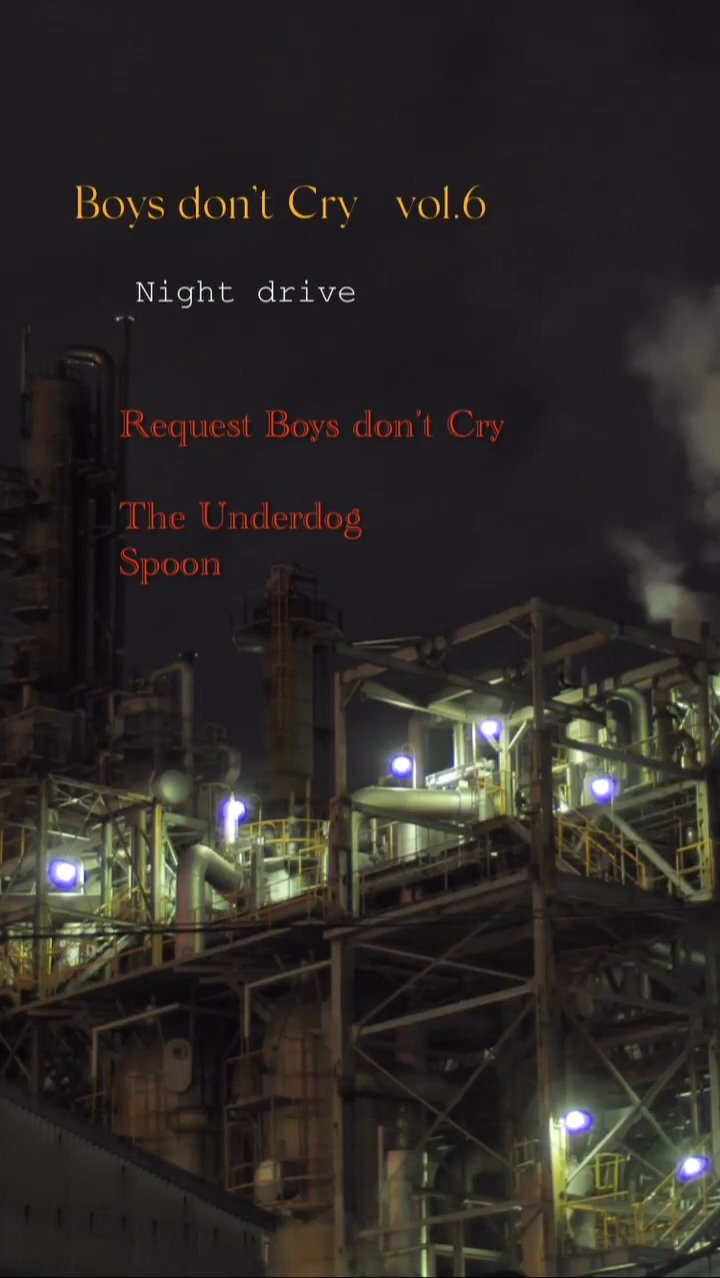 Boys don't Cry vol.6
Night drive
Request Boys don't Cry
The Underdog
Spoon